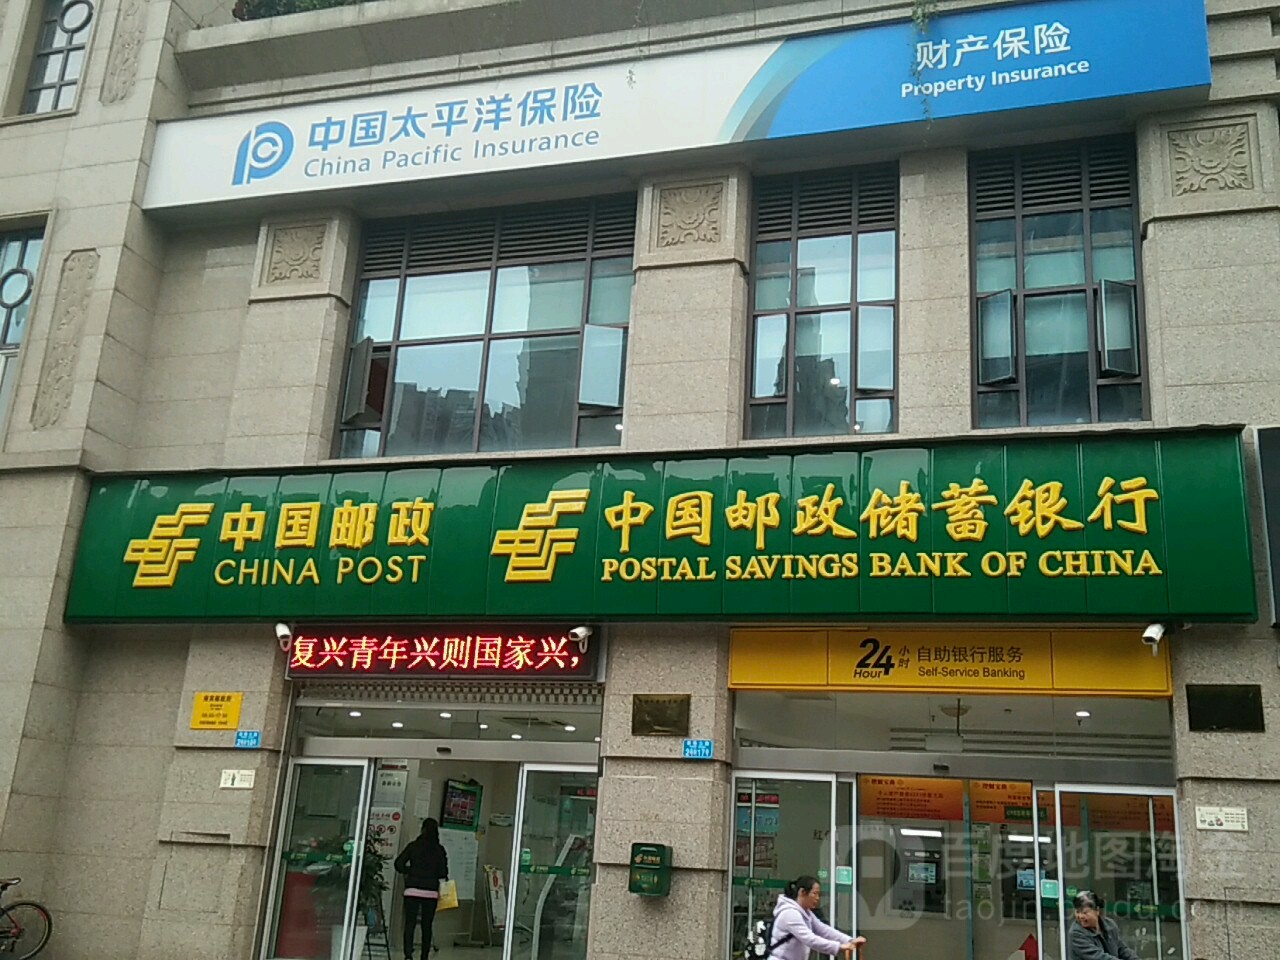 中国太平洋保险
China Pacific Insurance
财产保险
Property Insurance
中国邮政
CHINA POST
中国邮政储蓄银行
POSTAL SAVINGS BANK OF CHINA
复兴青年兴则国家兴，
24小时
Hour
自助银行服务
Self-Service Banking
百度地图淘金
taojin.baidu.com